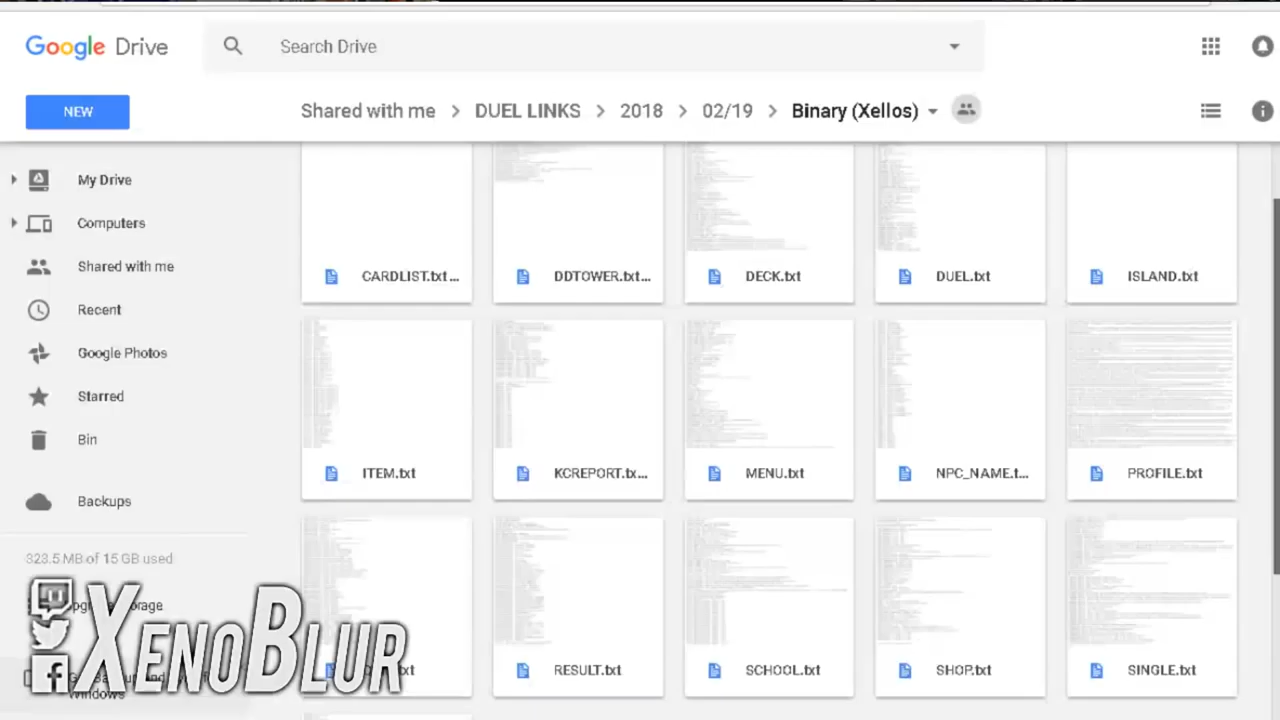 Google Drive
Search Drive
NEW
Shared with me > DUEL LINKS > 2018 > 02/19 > Binary (Xellos)
My Drive
Computers
Shared with me
Recent
Google Photos
Starred
Bin
Backups
323.5 MB of 15 GB used
CARDLIST.txt...
DDTOWER.txt...
DECK.txt
DUEL.txt
ISLAND.txt
ITEM.txt
KCREPORT.tx...
MENU.txt
NPC_NAME.t...
PROFILE.txt
RESULT.txt
SCHOOL.txt
SHOP.txt
SINGLE.txt
XENOBLUR
Windows